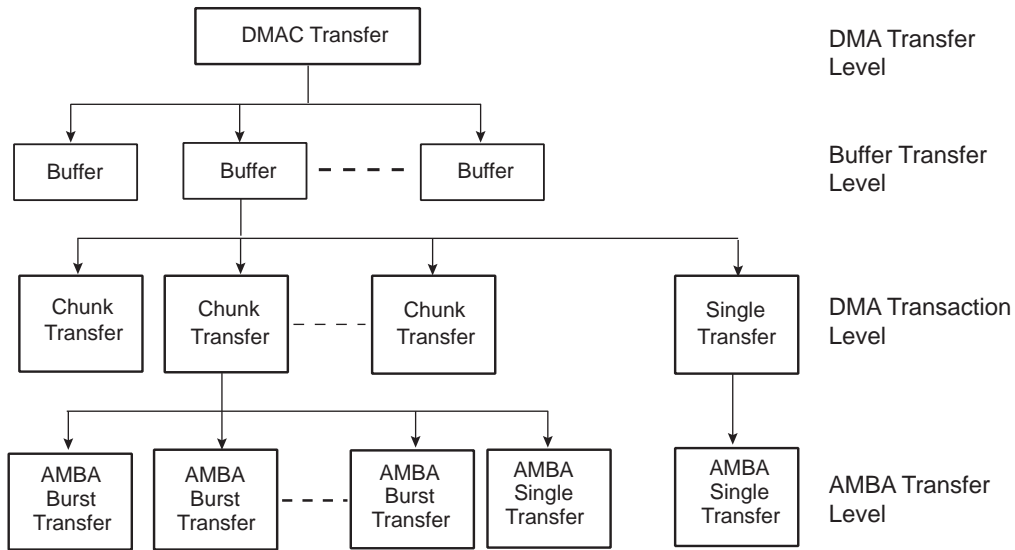 DMAC Transfer
DMA Transfer
Level
Buffer
Buffer
Buffer
Buffer Transfer
Level
Chunk
Transfer
Chunk
Transfer
Chunk
Transfer
Single
Transfer
DMA Transaction
Level
AMBA
Burst
Transfer
AMBA
Burst
Transfer
AMBA
Burst
Transfer
AMBA
Single
Transfer
AMBA
Single
Transfer
AMBA Transfer
Level